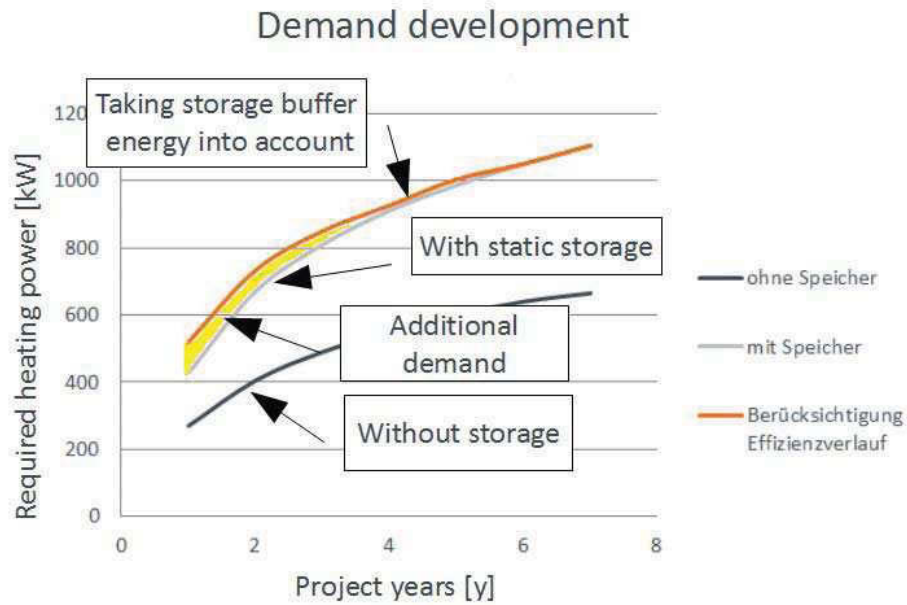 Demand development
Taking storage buffer
energy into account
With static storage
Additional
demand
Without storage
Required heating power [kW]
120
1000
800
600
400
200
0
0
2
4
6
8
Project years [y]
ohne Speicher
mit Speicher
Berücksichtigung
Effizienzverlauf